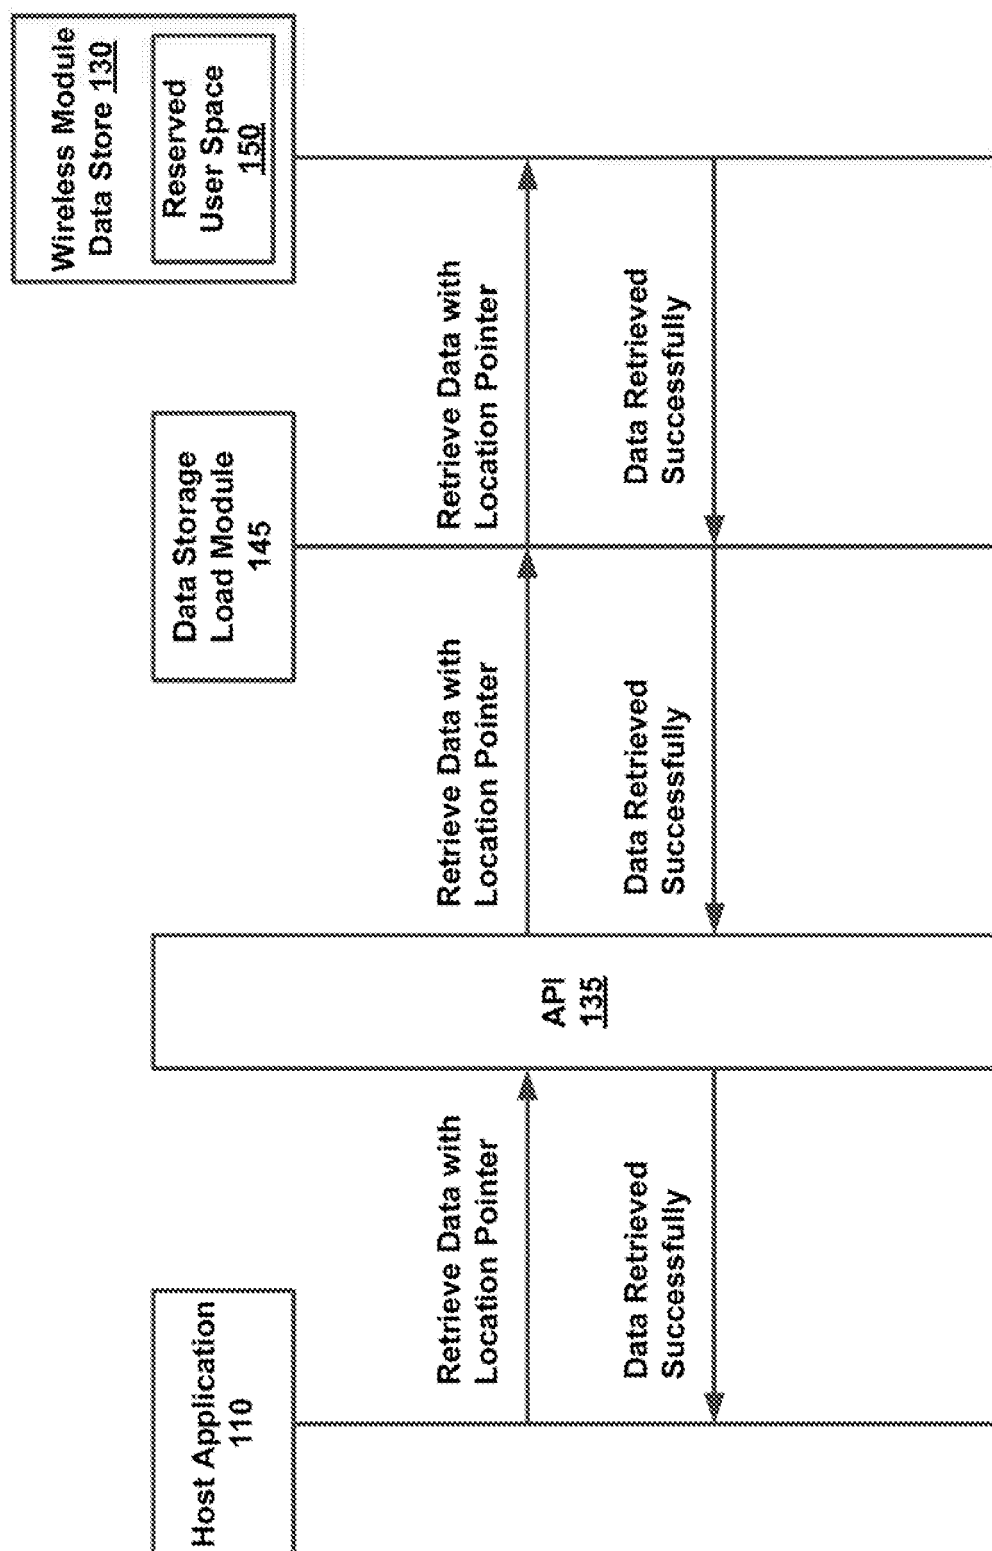 Host Application
110
API
135
Data Storage
Load Module
145
Wireless Module
Data Store 130
Reserved
User Space
150
Retrieve Data with
Location Pointer
Retrieve Data with
Location Pointer
Retrieve Data with
Location Pointer
Data Retrieved
Successfully
Data Retrieved
Successfully
Data Retrieved
Successfully